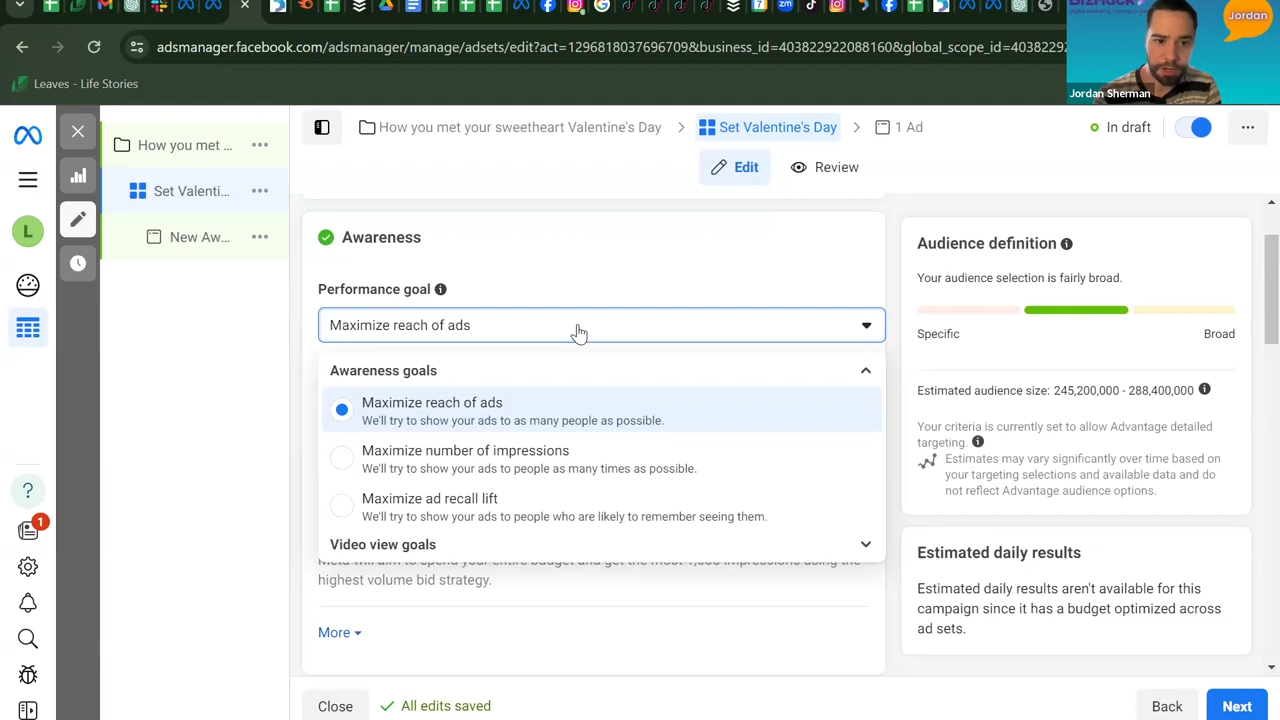 adsmanager.facebook.com/adsmanager/manage/adsets/edit?act=1296818037696709&business_id=403822922088160&global_scope_id=4038229
BizHack
Jordan
Jordan Sherman
Leaves - Life Stories
How you met ...
Set Valenti...
New Aw...
L
?
1
How you met your sweetheart Valentine's Day
Set Valentine's Day
1 Ad
In draft
Edit
Review
Awareness
Performance goal
Maximize reach of ads
Awareness goals
Maximize reach of ads
We'll try to show your ads to as many people as possible.
Maximize number of impressions
We'll try to show your ads to people as many times as possible.
Maximize ad recall lift
We'll try to show your ads to people who are likely to remember seeing them.
Video view goals
Meta will aim to spend your entire budget and get the most 1,000 impressions using the
highest volume bid strategy.
More
Audience definition
Your audience selection is fairly broad.
Specific
Broad
Estimated audience size: 245,200,000 - 288,400,000
Your criteria is currently set to allow Advantage detailed
targeting.
Estimates may vary significantly over time based on
your targeting selections and available data and do
not reflect Advantage audience options.
Estimated daily results
Estimated daily results aren't available for this
campaign since it has a budget optimized across
ad sets.
Close
All edits saved
Back
Next